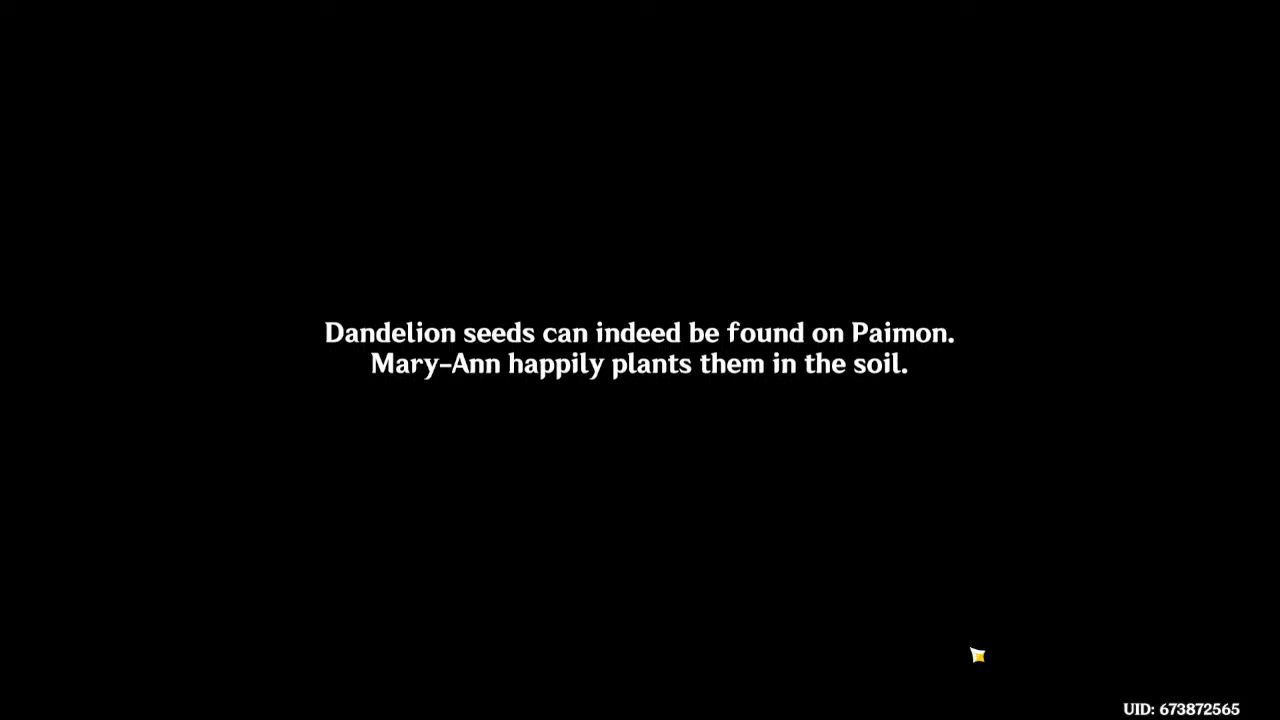 Dandelion seeds can indeed be found on Paimon.
Mary-Ann happily plants them in the soil.
UID: 673872565